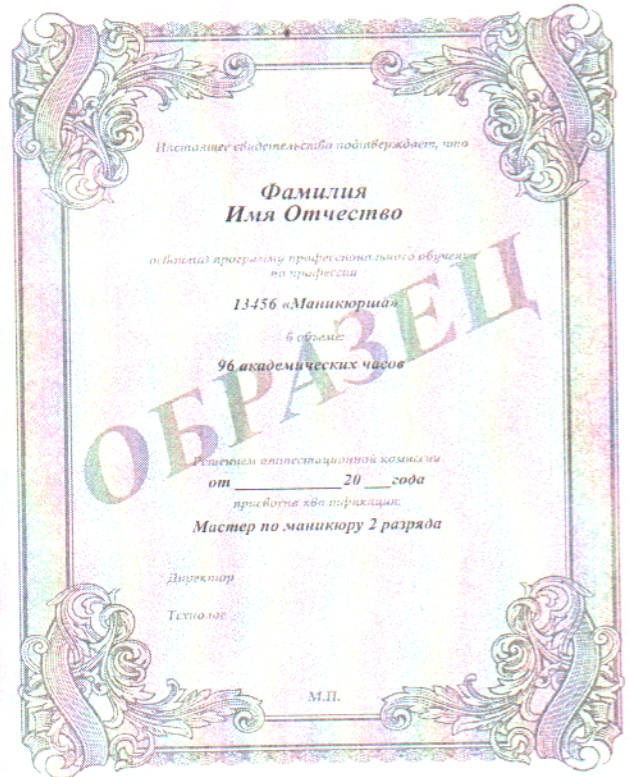 Настоящее свидетельство подтверждает, что
Фамилия
Имя Отчество
освоил(а) программу профессионального обучения
по профессии
13456 «Маникюрша»
в объеме:
96 академических часов
ОБРАЗЕЦ
Решением аттестационной комиссии
от ____________ 20 ___ года
присвоена квалификация:
Мастер по маникюру 2 разряда
Директор
Технолог
М.П.